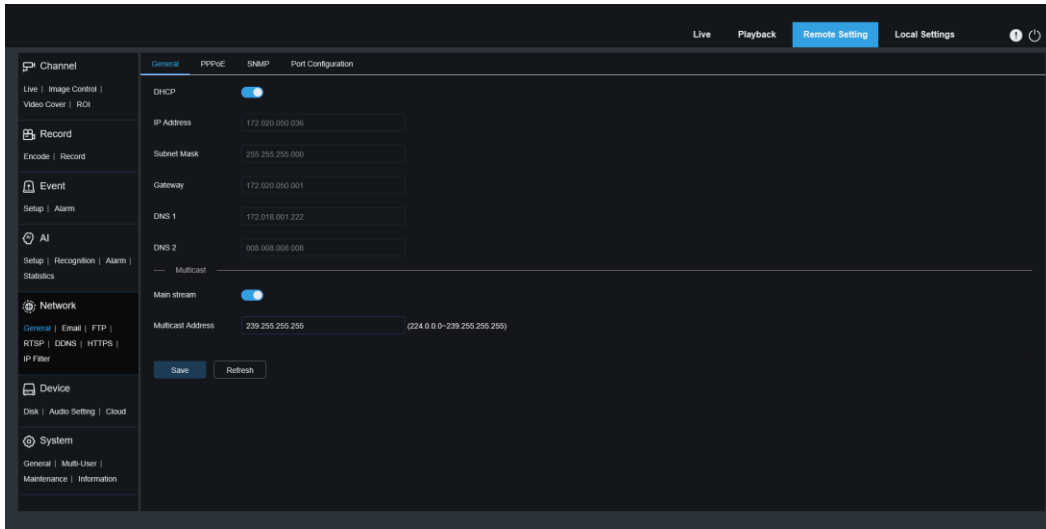 Live Playback Remote Setting Local Settings
Channel
Live | Image Control |
Video Cover | ROI
Record
Encode | Record
Event
Setup | Alarm
AI
Setup | Recognition | Alarm |
Statistics
Network
General | Email | FTP |
RTSP | DDNS | HTTPS |
IP Filter
Device
Disk | Audio Setting | Cloud
System
General | Multi-User |
Maintenance | Information
General PPPoE SNMP Port Configuration
DHCP
IP Address 172.020.050.036
Subnet Mask 255.255.255.000
Gateway 172.020.050.001
DNS 1 172.018.001.222
DNS 2 008.008.008.008
Multicast
Main stream
Multicast Address 239.255.255.255 (224.0.0.0~239.255.255.255)
Save Refresh